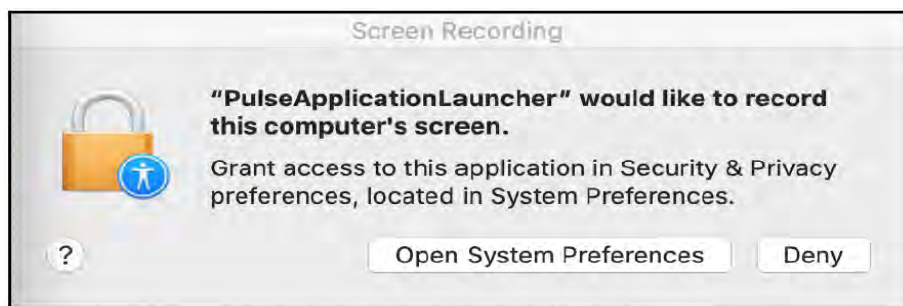 Screen Recording
"PulseApplicationLauncher" would like to record
this computer's screen.
Grant access to this application in Security & Privacy
preferences, located in System Preferences.
?
Open System Preferences
Deny